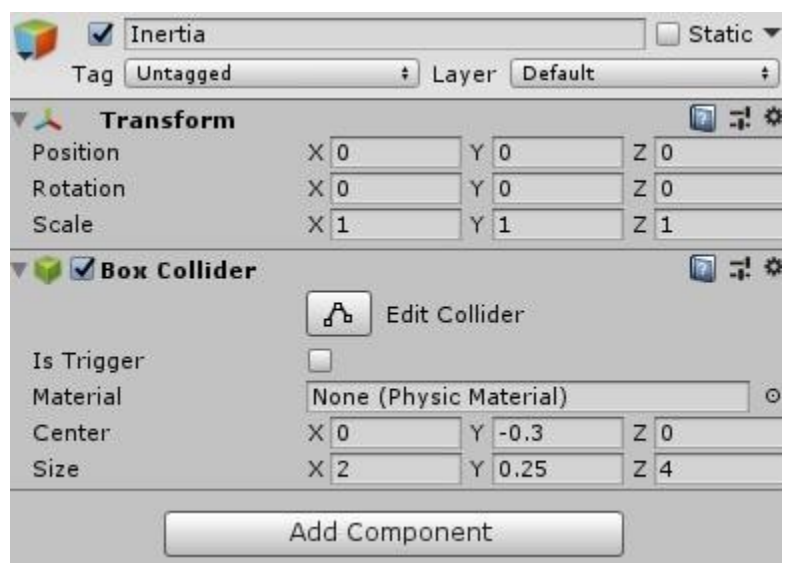 Inertia Static
Tag Untagged Layer Default
Transform
Position X 0 Y 0 Z 0
Rotation X 0 Y 0 Z 0
Scale X 1 Y 1 Z 1
Box Collider
Edit Collider
Is Trigger
Material None (Physic Material)
Center X 0 Y -0.3 Z 0
Size X 2 Y 0.25 Z 4
Add Component